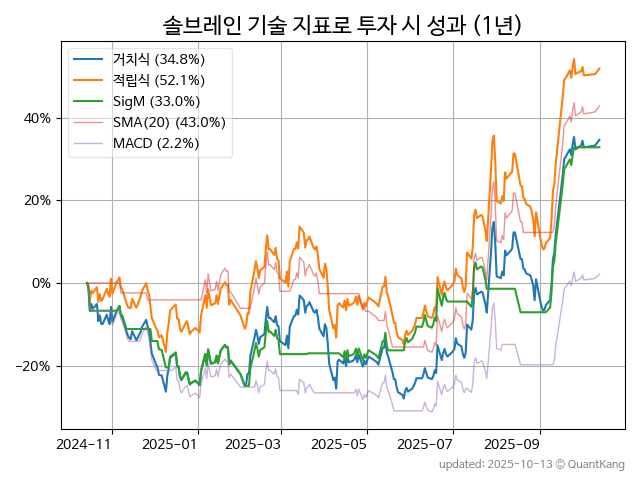 솔브레인 기술 지표로 투자 시 성과 (1년)
거치식 (34.8%)
적립식 (52.1%)
SigM (33.0%)
SMA(20) (43.0%)
MACD (2.2%)
40%
20%
0%
−20%
2024-11 2025-01 2025-03 2025-05 2025-07 2025-09
updated: 2025-10-13 © QuantKang